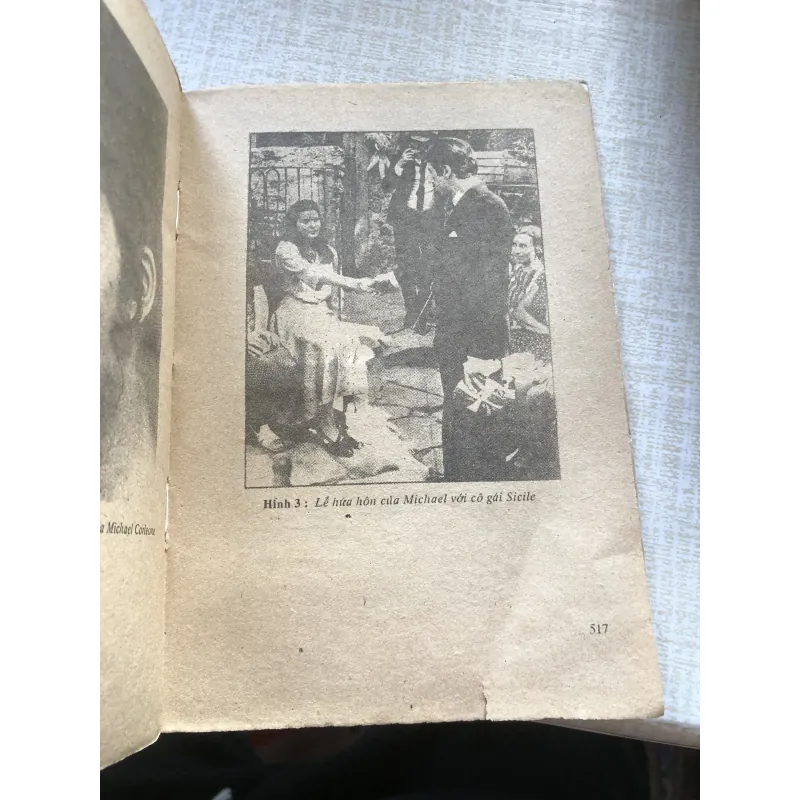 a Michael Corleone
Hình 3 : Lễ hứa hôn của Michael với cô gái Sicile
517